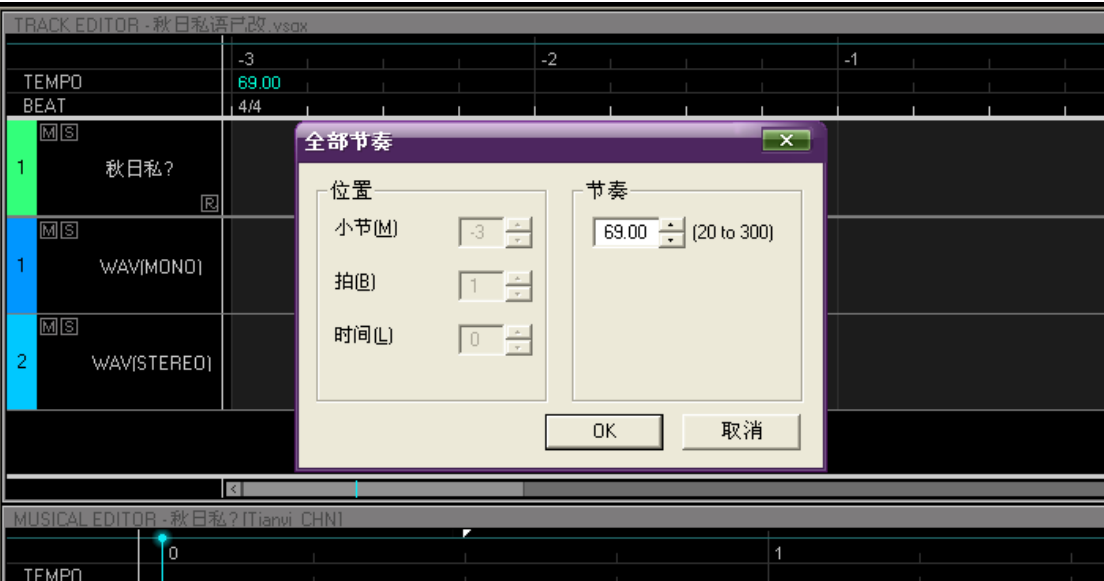 TRACK EDITOR - 秋日私语已改.vsqx
-3 -2 -1
TEMPO 69.00
BEAT 4/4
全部节奏
M S
1 秋日私?
R
位置
小节(M) -3
拍(B) 1
时间(L) 0
节奏
69.00 (20 to 300)
M S
1 WAV(MONO)
M S
2 WAV(STEREO)
OK 取消
MUSICAL EDITOR - 秋日私? [Tianyi_CHN]
0 1
TEMPO